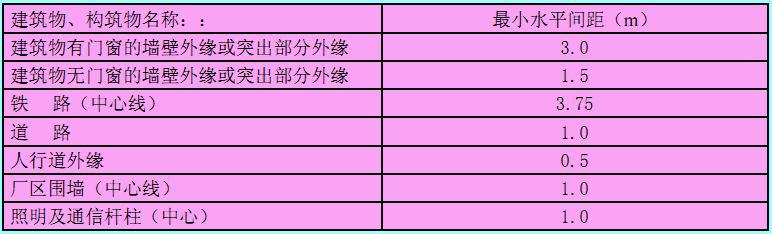 建筑物、构筑物名称：： 最小水平间距（m）
建筑物有门窗的墙壁外缘或突出部分外缘 3.0
建筑物无门窗的墙壁外缘或突出部分外缘 1.5
铁 路（中心线） 3.75
道 路 1.0
人行道外缘 0.5
厂区围墙（中心线） 1.0
照明及通信杆柱（中心） 1.0